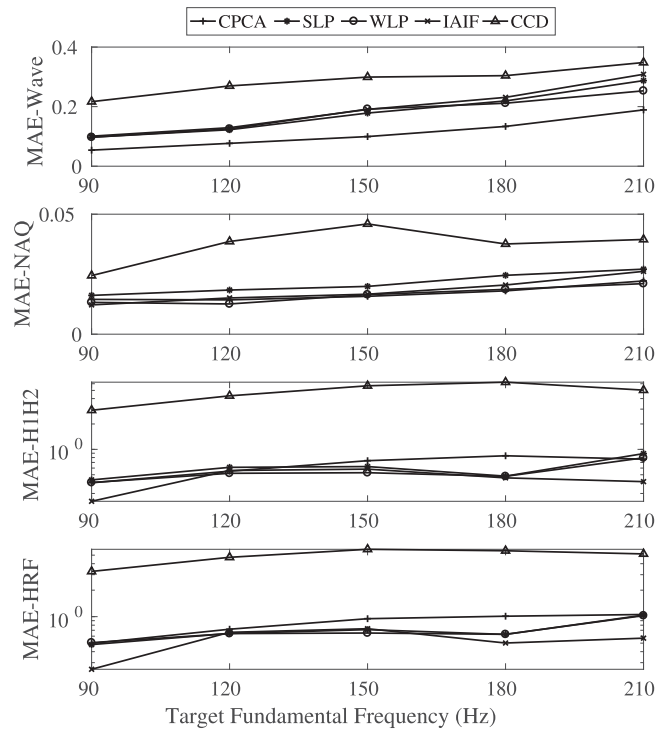 CPCA SLP WLP IAIF CCD
MAE-Wave
0.4
0.2
0
90 120 150 180 210
MAE-NAQ
0.05
0
90 120 150 180 210
MAE-H1H2
10^0
90 120 150 180 210
MAE-HRF
10^0
90 120 150 180 210
Target Fundamental Frequency (Hz)